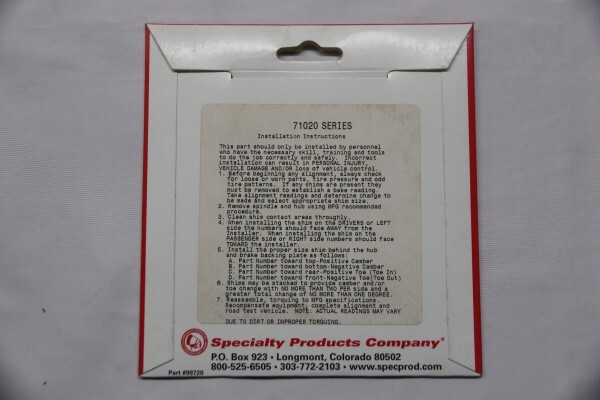 71020 SERIES
Installation Instructions
This part should only be installed by personnel
who have the necessary skill, training and tools
to do the job correctly and safely. Incorrect
installation can result in PERSONAL INJURY,
VEHICLE DAMAGE AND/OR loss of vehicle control.
1. Before beginning any alignment, always check
for loose or worn parts, tire pressure and odd
tire patterns. If any shims are present they
must be removed to establish a base reading.
Take alignment readings and determine change to
be made and select appropriate shim size.
2. Remove spindle and hub using MFG recommended
procedure.
3. Clean shim contact areas throughly.
4. When installing the shim on the DRIVERS or LEFT
side the numbers should face AWAY from the
Installer. When installing the shim on the
PASSENGER side or RIGHT side numbers should face
TOWARD the installer.
5. Install the proper size shim behind the hub
and brake backing plate as follows:
A. Part Number toward top-Positive Camber
B. Part Number toward bottom-Negative Camber
C. Part Number toward rear-Positive Toe (Toe In)
D. Part Number toward front-Negative Toe(Toe Out)
6. Shims may be stacked to provide camber and/or
toe change with NO MORE THAN TWO PER side and a
greater total change of NO MORE THAN ONE DEGREE.
7. Reassemble, torquing to MFG specifications.
Recompensate equipment, complete alignment and
road test vehicle. NOTE: ACTUAL READINGS MAY VARY
DUE TO DIRT OR IMPROPER TORQUING.
Specialty Products Company®
P.O. Box 923 • Longmont, Colorado 80502
800-525-6505 • 303-772-2103 • www.specprod.com
Part #99720